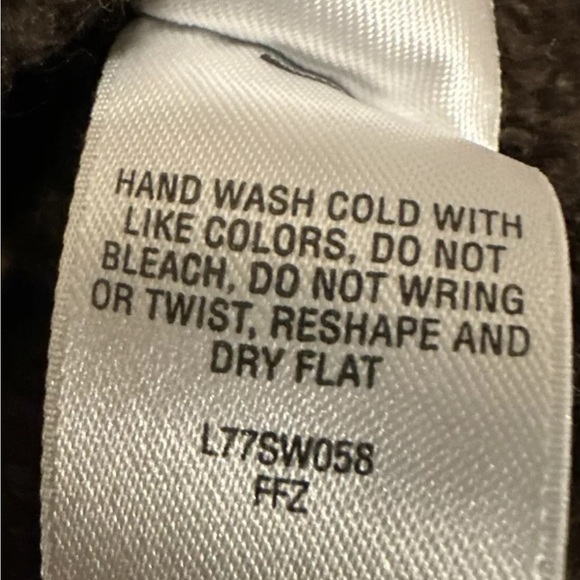 HAND WASH COLD WITH
LIKE COLORS, DO NOT
BLEACH, DO NOT WRING
OR TWIST, RESHAPE AND
DRY FLAT
L77SW058
FFZ